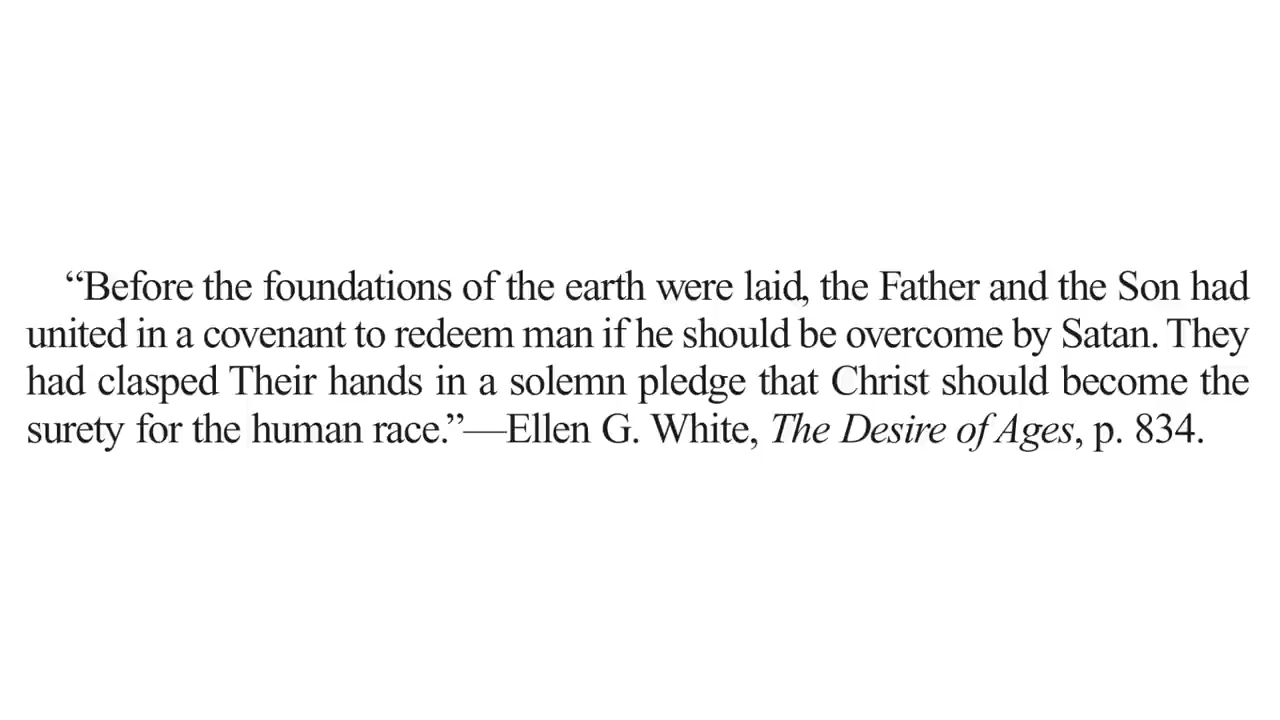 “Before the foundations of the earth were laid, the Father and the Son had
united in a covenant to redeem man if he should be overcome by Satan. They
had clasped Their hands in a solemn pledge that Christ should become the
surety for the human race.”—Ellen G. White, The Desire of Ages, p. 834.